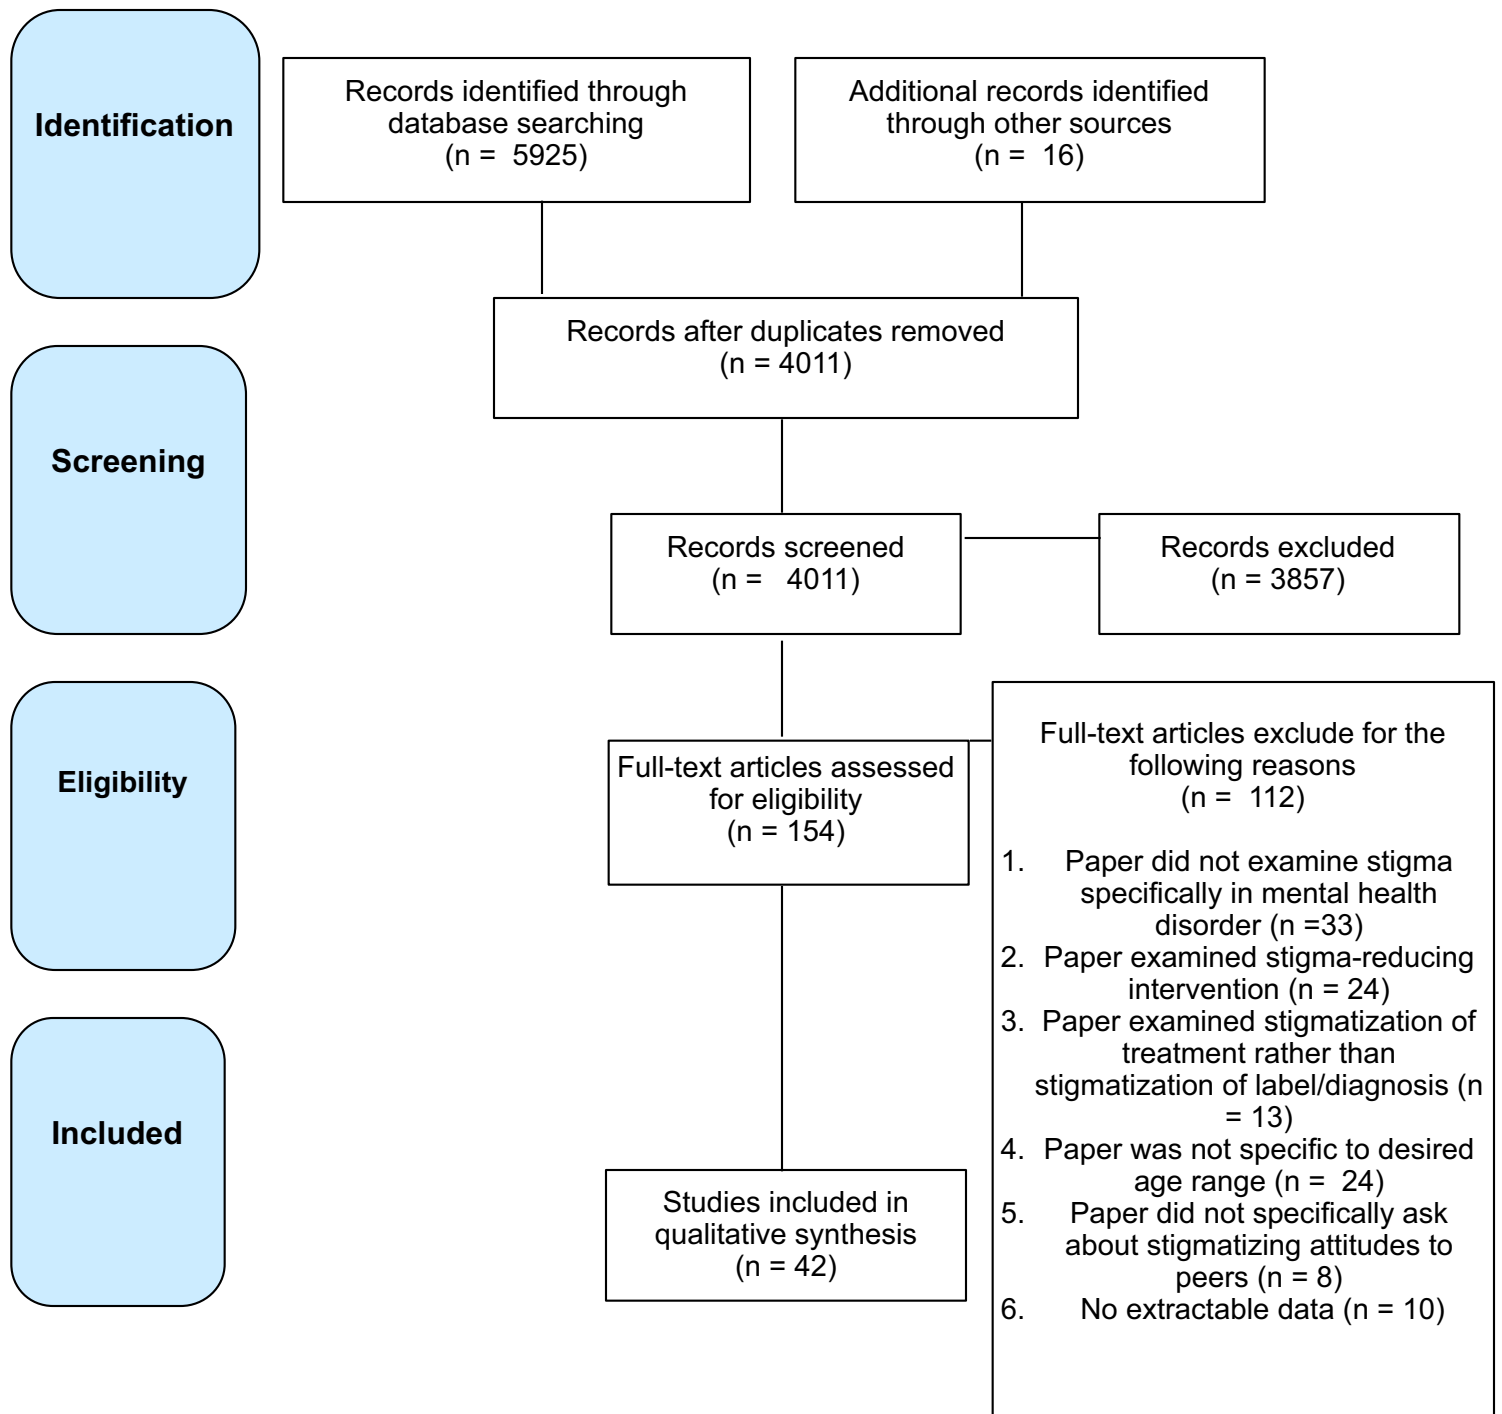 Identification
Records identified through
database searching
(n =  5925)
Additional records identified
through other sources
(n =  16)
Records after duplicates removed
(n = 4011)
Screening
Records screened
(n =   4011)
Records excluded
(n = 3857)
Eligibility
Full-text articles assessed
for eligibility
(n = 154)
Full-text articles exclude for the
following reasons
(n =  112)
1. Paper did not examine stigma
specifically in mental health
disorder (n =33)
2. Paper examined stigma-reducing
intervention (n = 24)
3. Paper examined stigmatization of
treatment rather than
stigmatization of label/diagnosis (n
= 13)
4. Paper was not specific to desired
age range (n =  24)
5. Paper did not specifically ask
about stigmatizing attitudes to
peers (n = 8)
6. No extractable data (n = 10)
Included
Studies included in
qualitative synthesis
(n = 42)